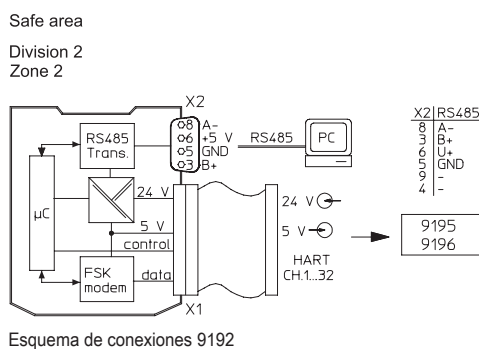 Safe area
Division 2
Zone 2
X2
8 A-
6 +5 V
5 GND
3 B+
RS485
Trans.
RS485
PC
X2 RS485
8 A-
3 B+
6 U+
5 GND
9 -
4 -
24 V
24 V
µC
5 V
5 V
control
FSK
modem
data
HART
CH.1...32
9195
9196
X1
Esquema de conexiones 9192